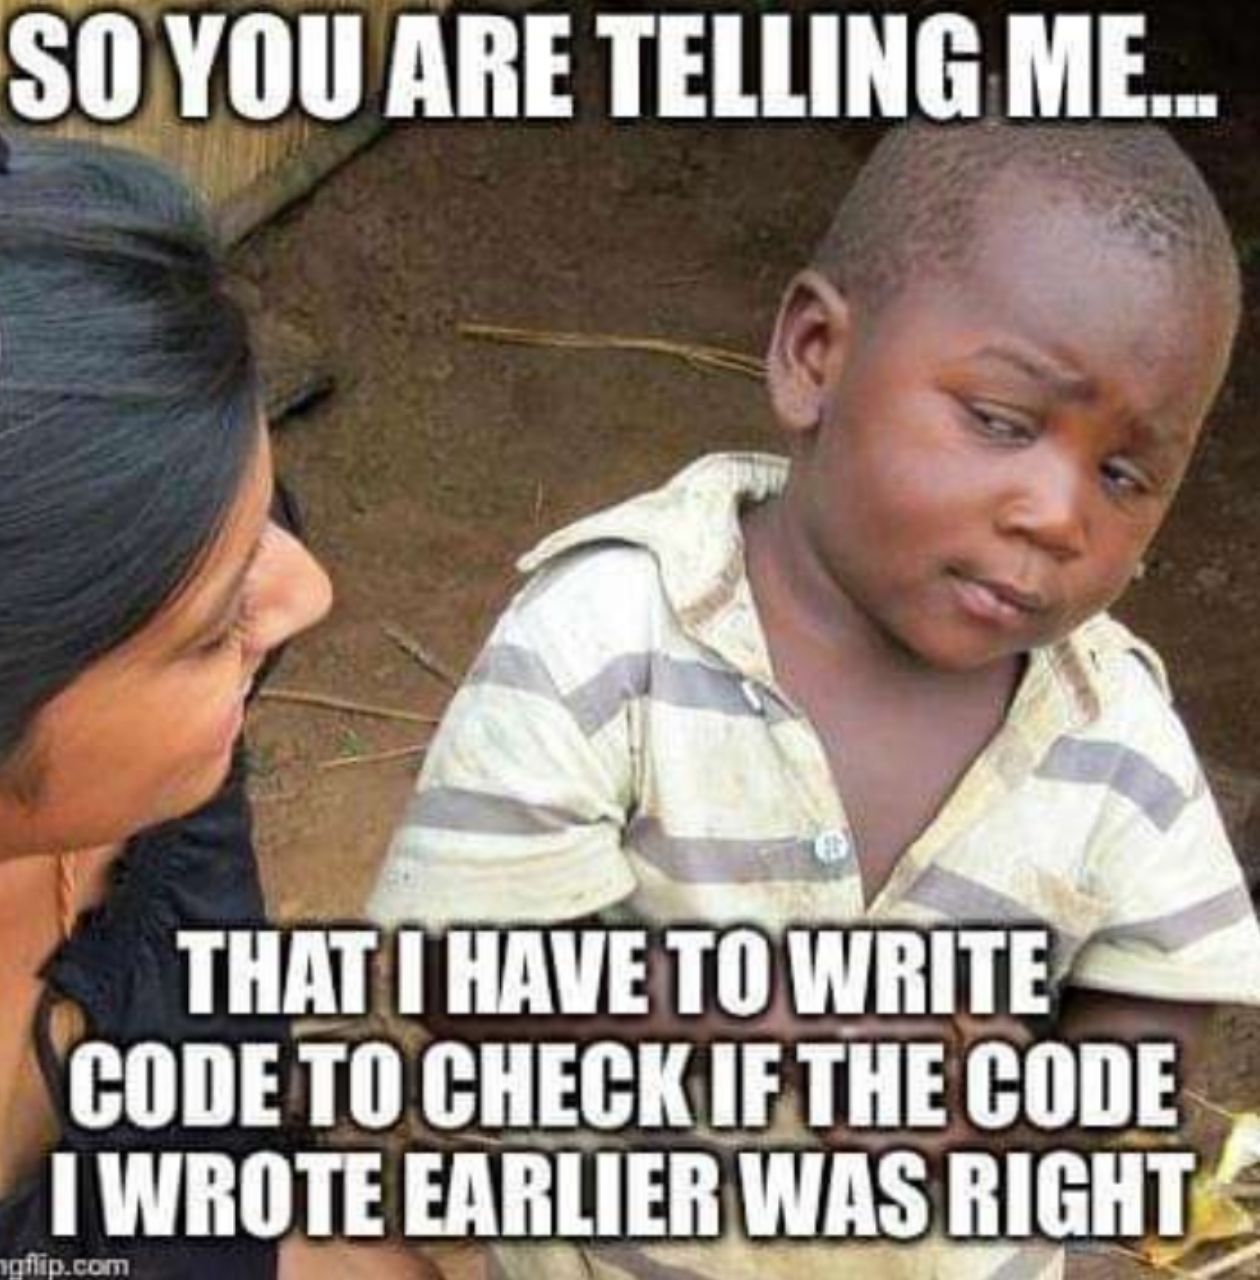 SO YOU ARE TELLING ME...
THAT I HAVE TO WRITE
CODE TO CHECK IF THE CODE
I WROTE EARLIER WAS RIGHT
ngflip.com